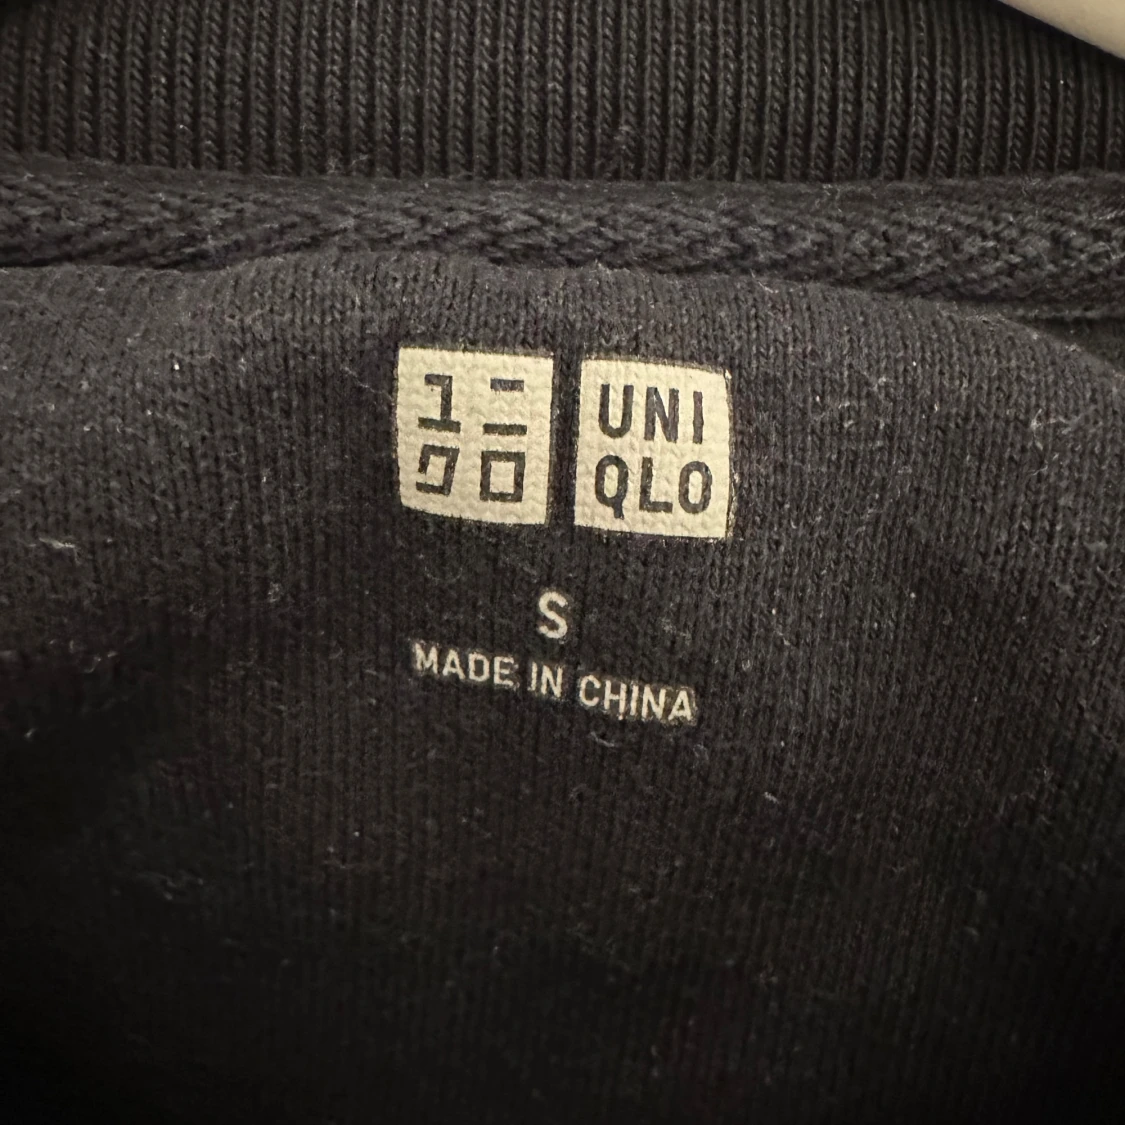 ユニ
クロ
UNI
QLO
S
MADE IN CHINA